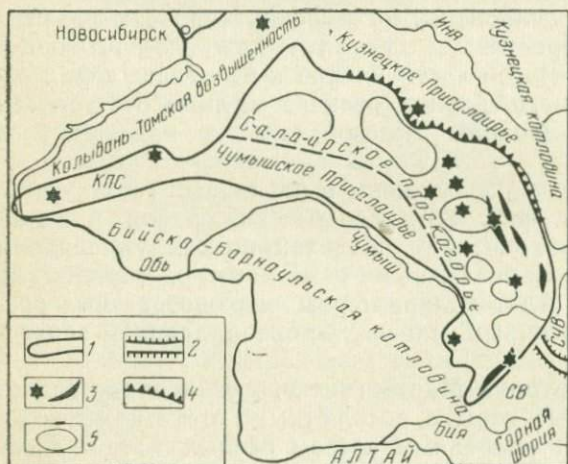 Новосибирск
Иня
Кузнецкое Присалаирье
Кузнецкая котловина
Колывань-Томская возвышенность
Салаирское плоскогорье
КПС
Чумышское Присалаирье
Бийско-Барнаульская котловина
Обь
Чумыш
1
2
3
4
5
СчВ
СВ
Бия
Горная
Шория
АЛТАЙ